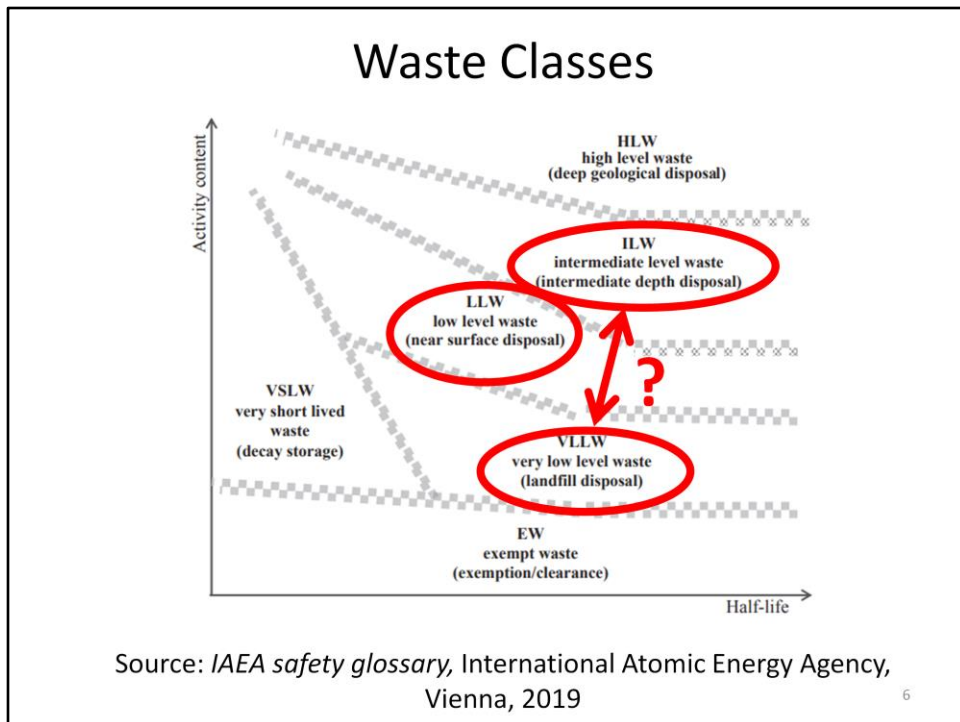 Waste Classes
Activity content
HLW
high level waste
(deep geological disposal)
ILW
intermediate level waste
(intermediate depth disposal)
LLW
low level waste
(near surface disposal)
?
VSLW
very short lived
waste
(decay storage)
VLLW
very low level waste
(landfill disposal)
EW
exempt waste
(exemption/clearance)
Half-life
Source: IAEA safety glossary, International Atomic Energy Agency,
Vienna, 2019
6